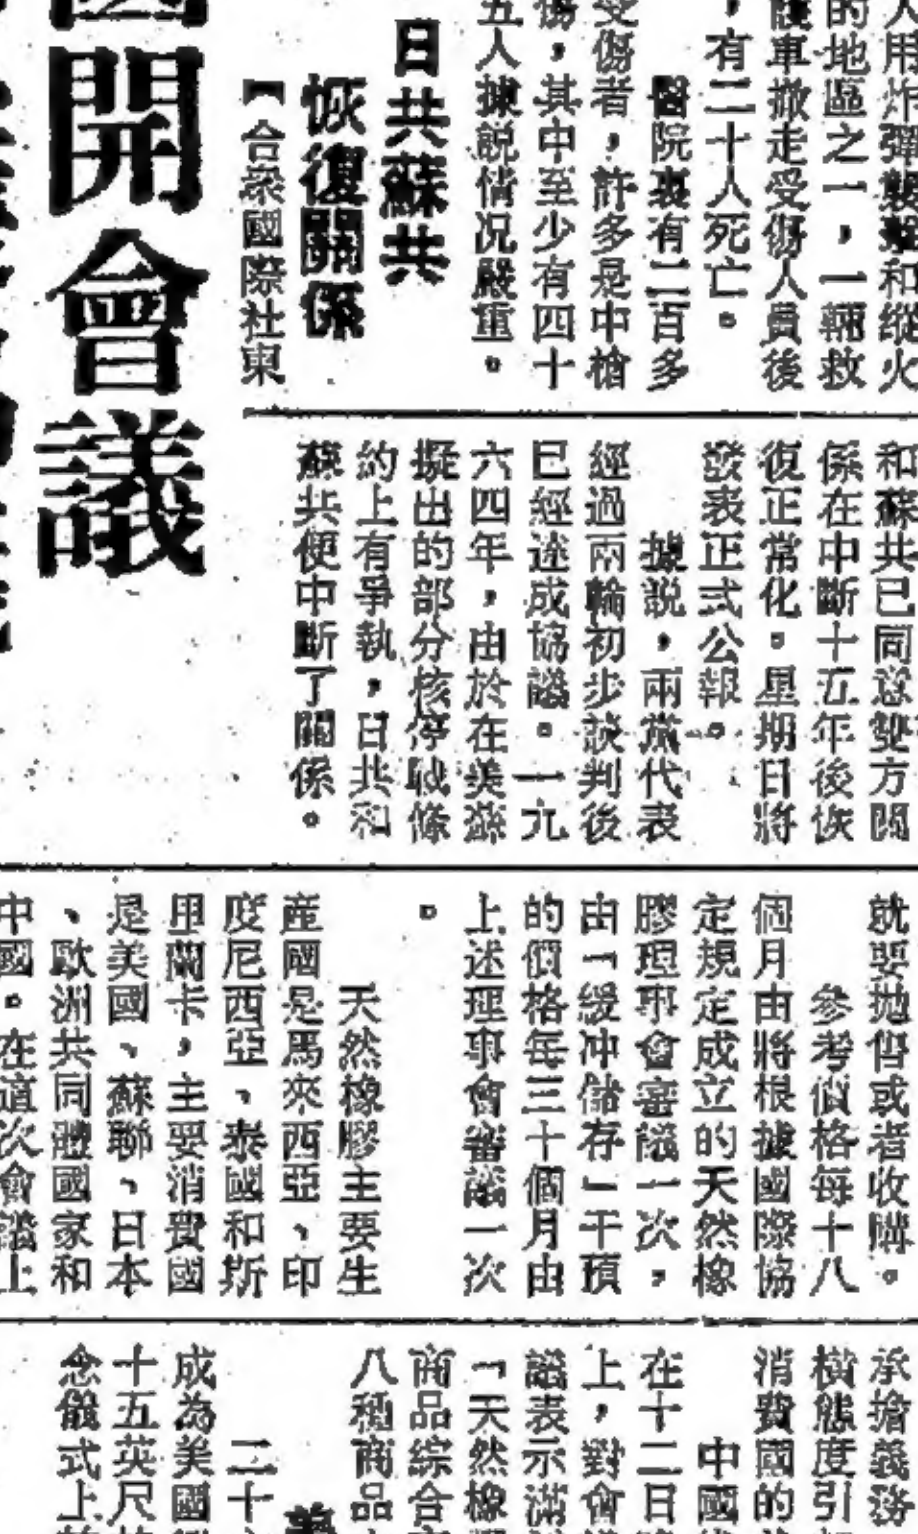 人用炸彈襲擊和縱火
的地區之一，一輛救
護車撤走受傷人員後
，有二十人死亡。
醫院裏有二百多
受傷者，許多是中槍
傷，其中至少有四十
五人據說情況嚴重。
日共蘇共
恢復關係
【合衆國際社東
和蘇共已同意雙方關
係在中斷十五年後恢
復正常化。星期日將
發表正式公報。
據說，兩黨代表
經過兩輪初步談判後
已經達成協議。一九
六四年，由於在美蘇
擬出的部分核停戰條
約上有爭執，日共和
蘇共便中斷了關係。
國開會議
就要拋售或者收購。
參考價格每十八
個月由將根據國際協
定規定成立的天然橡
膠理事會審議一次，
由「緩冲儲存」干預
的價格每三十個月由
上述理事會審議一次
。
天然橡膠主要生
產國是馬來西亞、印
度尼西亞、泰國和斯
里蘭卡，主要消費國
是美國、蘇聯、日本
、歐洲共同體國家和
中國。在這次會議上
承擔義務
橫態度引
消費國的
中國
在十二日
上，對會
議表示滿
「天然橡
商品綜合
八種商品
美
二十
成為美國
十五英尺
念儀式上